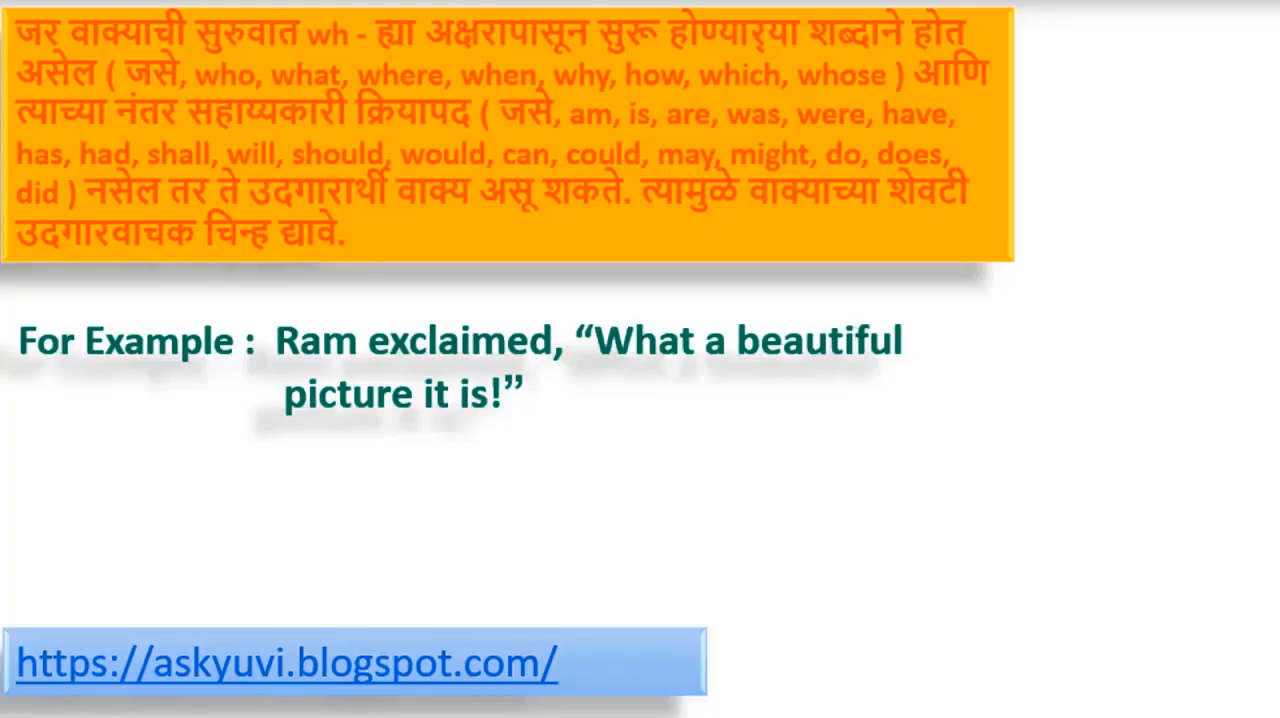 जर वाक्याची सुरुवात wh - ह्या अक्षरापासून सुरू होण्यार्‍या शब्दाने होत
असेल ( जसे, who, what, where, when, why, how, which, whose ) आणि
त्याच्या नंतर सहाय्यकारी क्रियापद ( जसे, am, is, are, was, were, have,
has, had, shall, will, should, would, can, could, may, might, do, does,
did ) नसेल तर ते उदगारार्थी वाक्य असू शकते. त्यामुळे वाक्याच्या शेवटी
उदगारवाचक चिन्ह द्यावे.
For Example : Ram exclaimed, “What a beautiful
picture it is!”
https://askyuvi.blogspot.com/